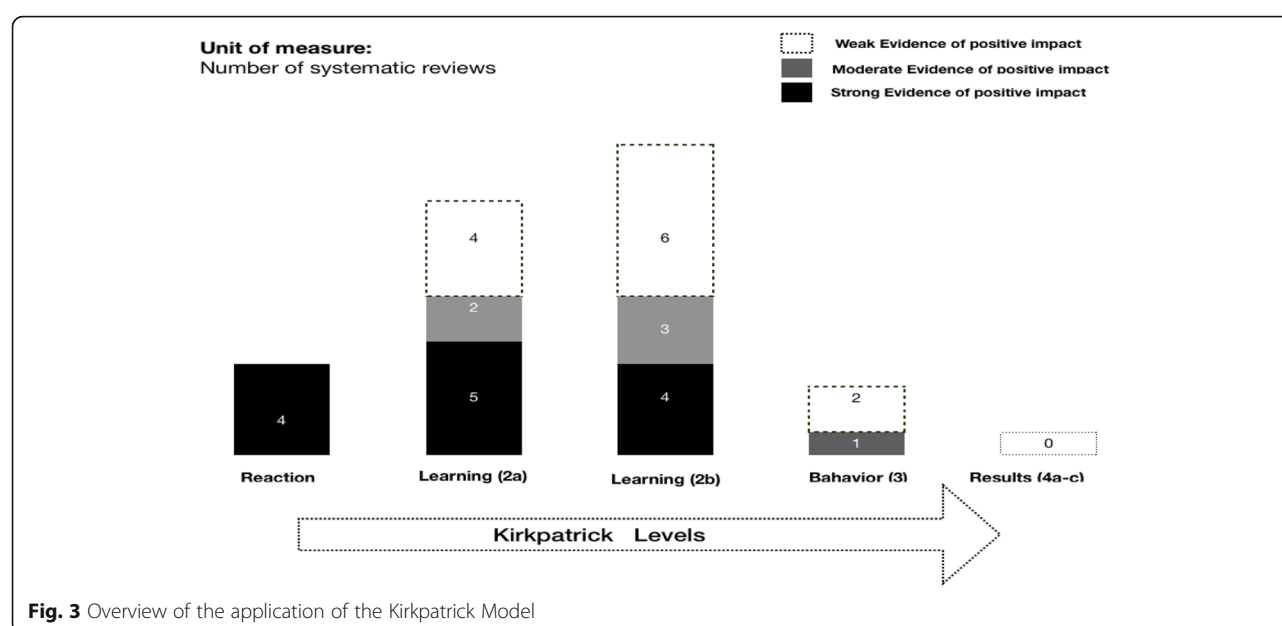 Unit of measure:
Number of systematic reviews
Weak Evidence of positive impact
Moderate Evidence of positive impact
Strong Evidence of positive impact
4
4
2
5
6
3
4
2
1
0
Reaction
Learning (2a)
Learning (2b)
Bahavior (3)
Results (4a-c)
Kirkpatrick Levels
Fig. 3 Overview of the application of the Kirkpatrick Model